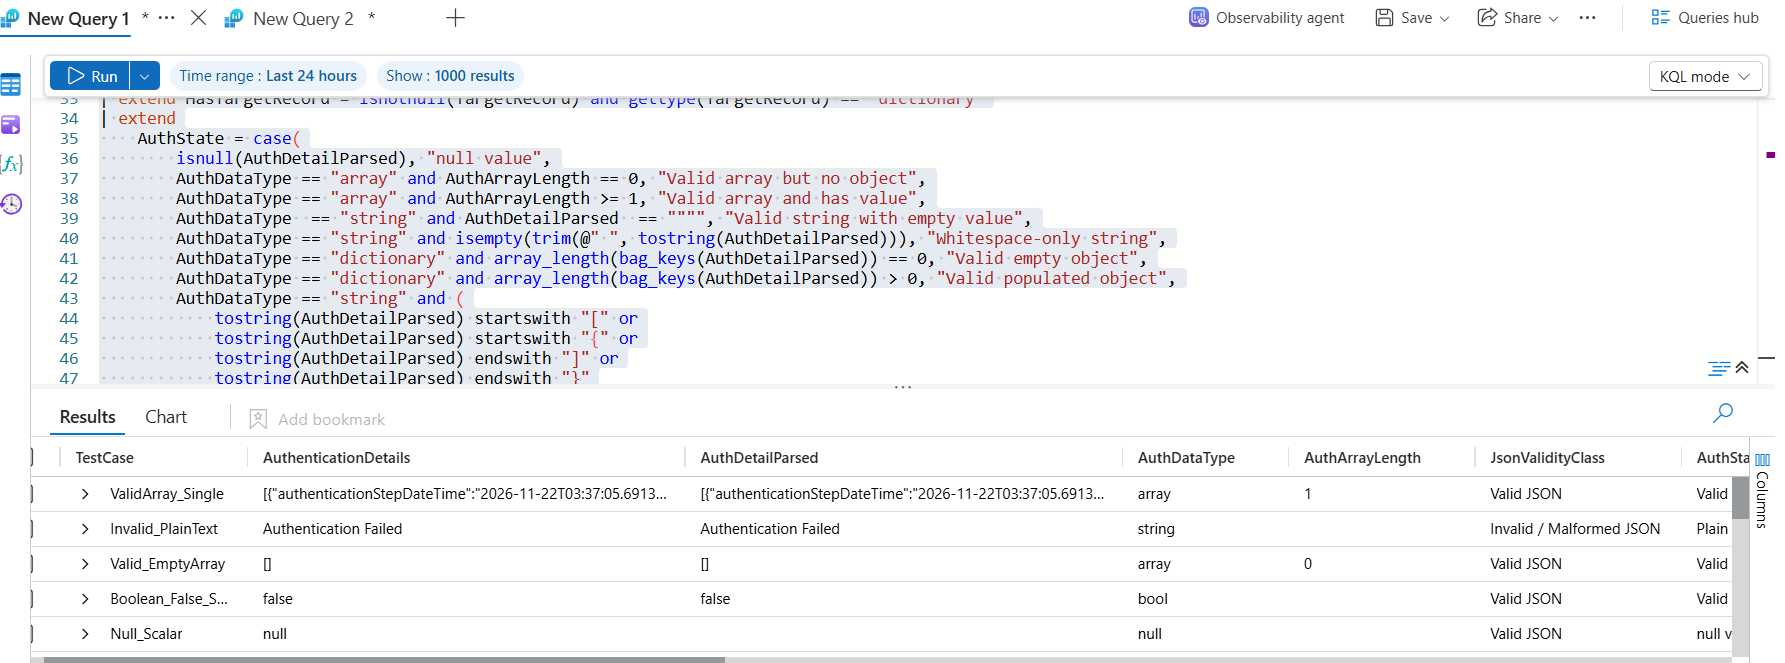 New Query 1 * ··· New Query 2 *
Observability agent Save Share ··· Queries hub
Run Time range : Last 24 hours Show : 1000 results KQL mode
33 | extend HasTargetRecord = isnotnull(TargetRecord) and gettype(TargetRecord) == "dictionary"
34 | extend
35 AuthState = case(
36 isnull(AuthDetailParsed), "null value",
37 AuthDataType == "array" and AuthArrayLength == 0, "Valid array but no object",
38 AuthDataType == "array" and AuthArrayLength >= 1, "Valid array and has value",
39 AuthDataType  == "string" and AuthDetailParsed  == """", "Valid string with empty value",
40 AuthDataType == "string" and isempty(trim(@" ", tostring(AuthDetailParsed))), "Whitespace-only string",
41 AuthDataType == "dictionary" and array_length(bag_keys(AuthDetailParsed)) == 0, "Valid empty object",
42 AuthDataType == "dictionary" and array_length(bag_keys(AuthDetailParsed)) > 0, "Valid populated object",
43 AuthDataType == "string" and (
44 tostring(AuthDetailParsed) startswith "[" or
45 tostring(AuthDetailParsed) startswith "{" or
46 tostring(AuthDetailParsed) endswith "]" or
47 tostring(AuthDetailParsed) endswith "}"
Results Chart Add bookmark
TestCase AuthenticationDetails AuthDetailParsed AuthDataType AuthArrayLength JsonValidityClass AuthSta
ValidArray_Single [{"authenticationStepDateTime":"2026-11-22T03:37:05.6913... [{"authenticationStepDateTime":"2026-11-22T03:37:05.6913... array 1 Valid JSON Valid
Invalid_PlainText Authentication Failed Authentication Failed string Invalid / Malformed JSON Plain
Valid_EmptyArray [] [] array 0 Valid JSON Valid
Boolean_False_S... false false bool Valid JSON Valid
Null_Scalar null null Valid JSON null v
Columns